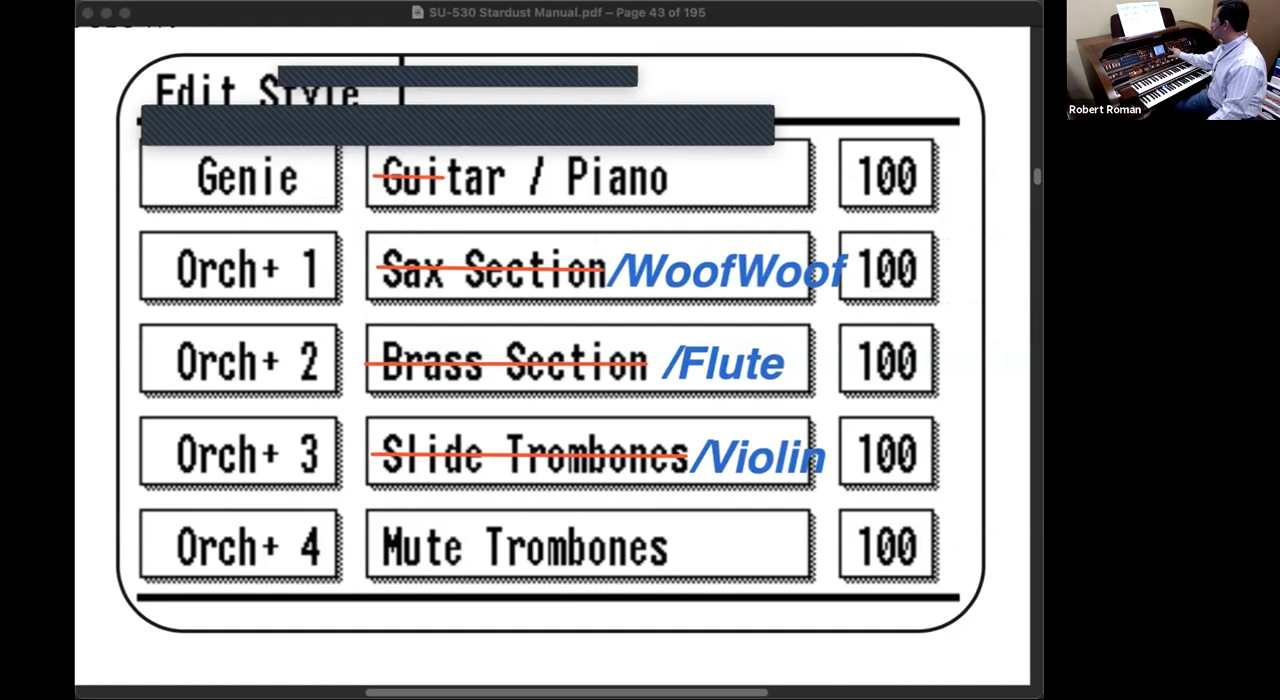 SU-530 Stardust Manual.pdf – Page 43 of 195
Edit Style
Genie Guitar / Piano 100
Orch+ 1 Sax Section/WoofWoof 100
Orch+ 2 Brass Section /Flute 100
Orch+ 3 Slide Trombones/Violin 100
Orch+ 4 Mute Trombones 100
Robert Roman